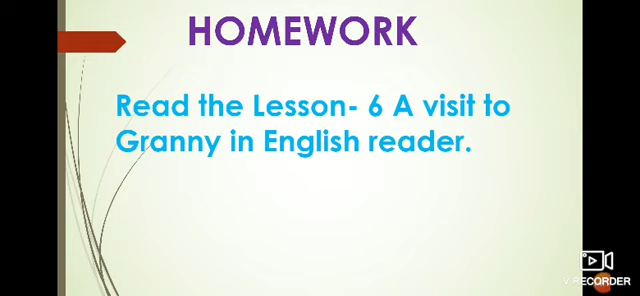 HOMEWORK
Read the Lesson- 6 A visit to
Granny in English reader.
V RECORDER